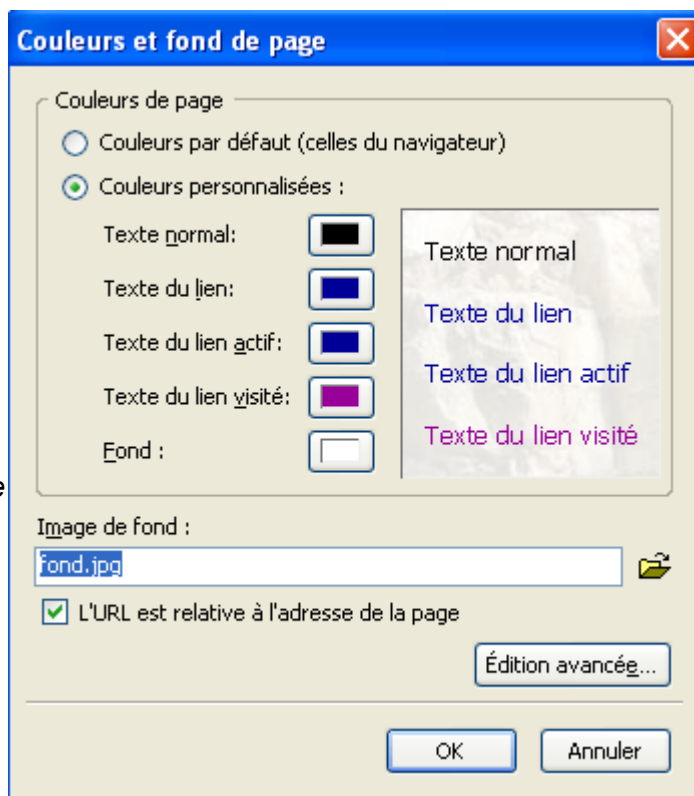 Couleurs et fond de page
Couleurs de page
Couleurs par défaut (celles du navigateur)
Couleurs personnalisées :
Texte normal:
Texte du lien:
Texte du lien actif:
Texte du lien visité:
Fond :
Texte normal
Texte du lien
Texte du lien actif
Texte du lien visité
e
Image de fond :
fond.jpg
L'URL est relative à l'adresse de la page
Édition avancée...
OK
Annuler